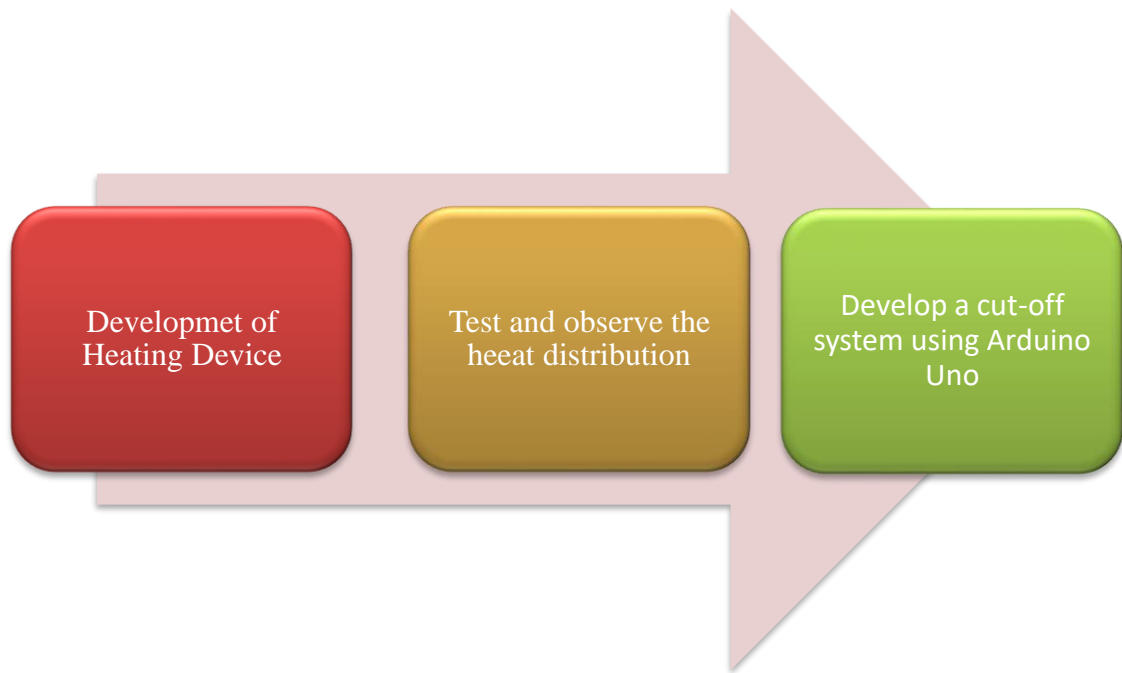 Developmet of
Heating Device
Test and observe the
heeat distribution
Develop a cut-off
system using Arduino
Uno